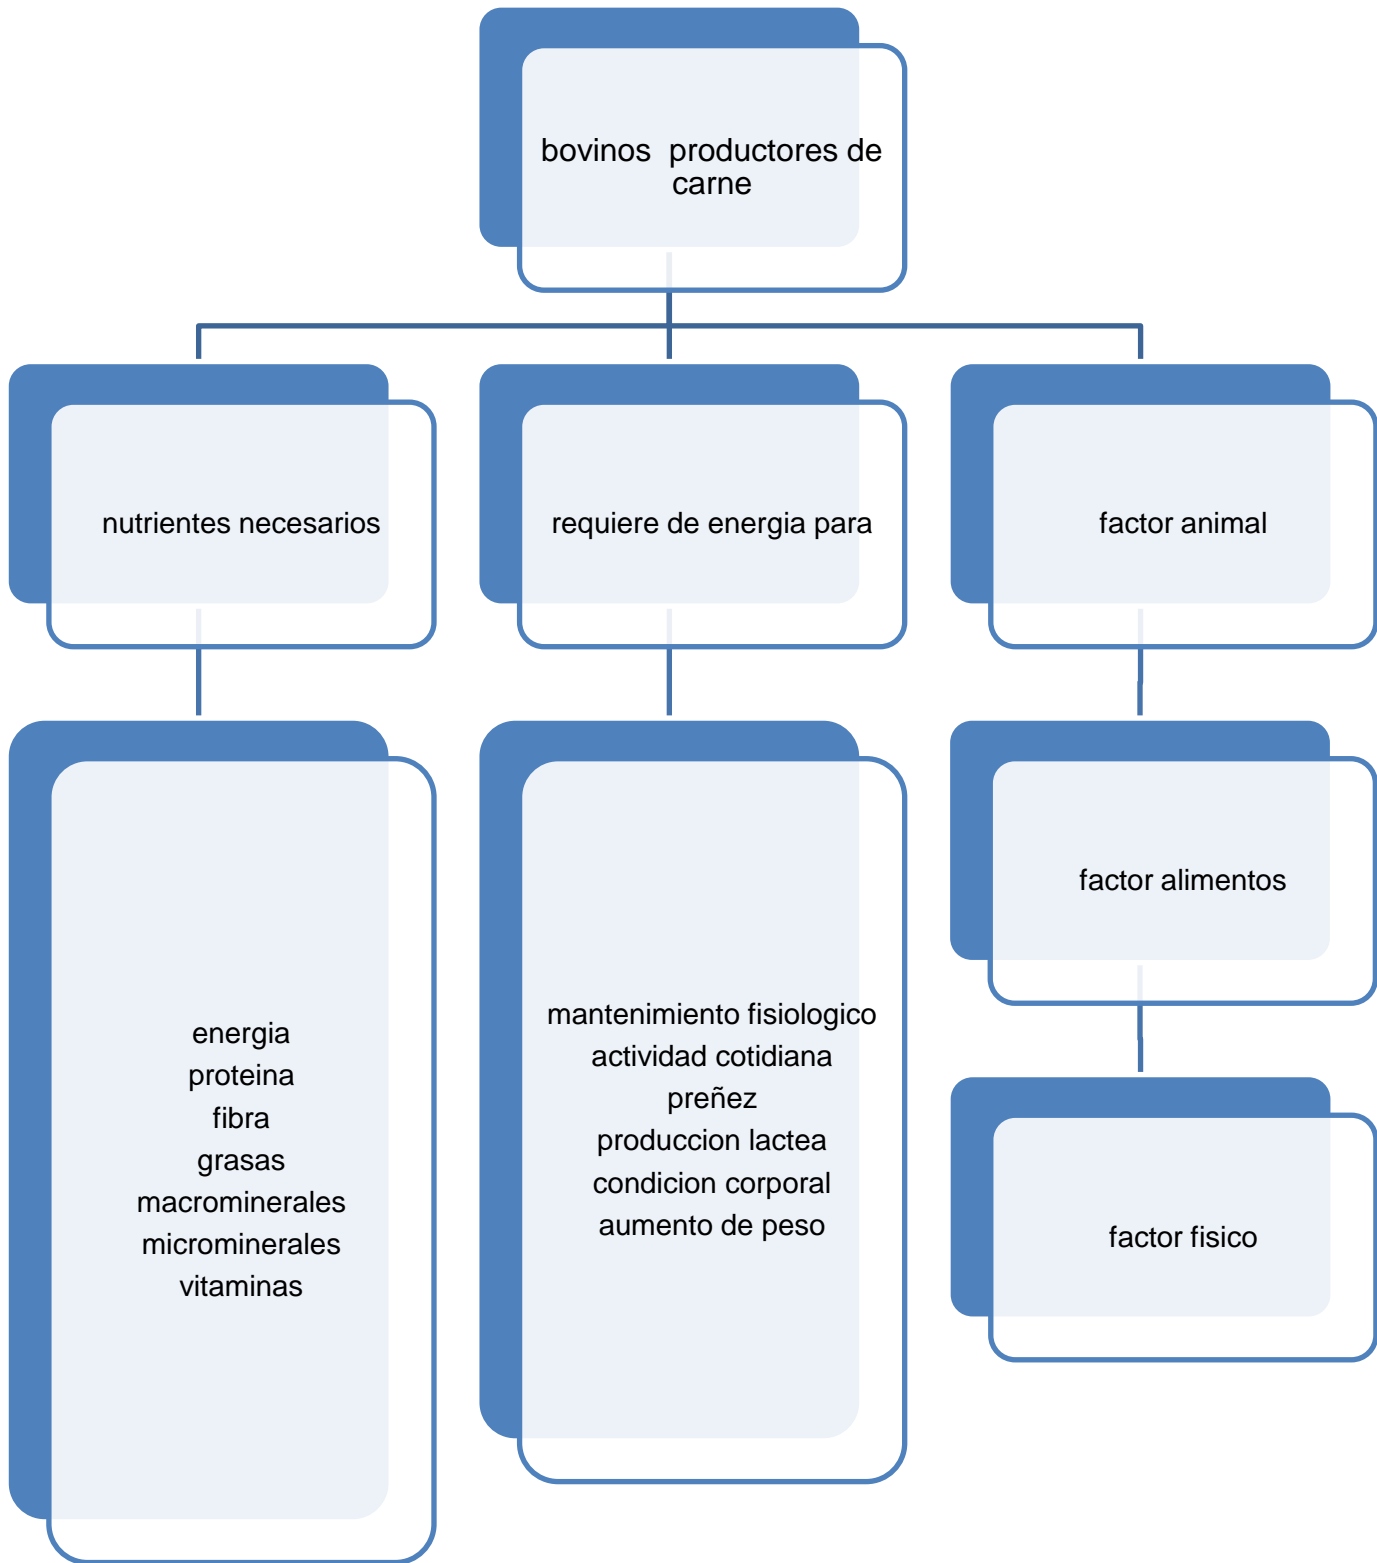 bovinos  productores de
carne
nutrientes necesarios
requiere de energia para
factor animal
energia
proteina
fibra
grasas
macrominerales
microminerales
vitaminas
mantenimiento fisiologico
actividad cotidiana
preñez
produccion lactea
condicion corporal
aumento de peso
factor alimentos
factor fisico